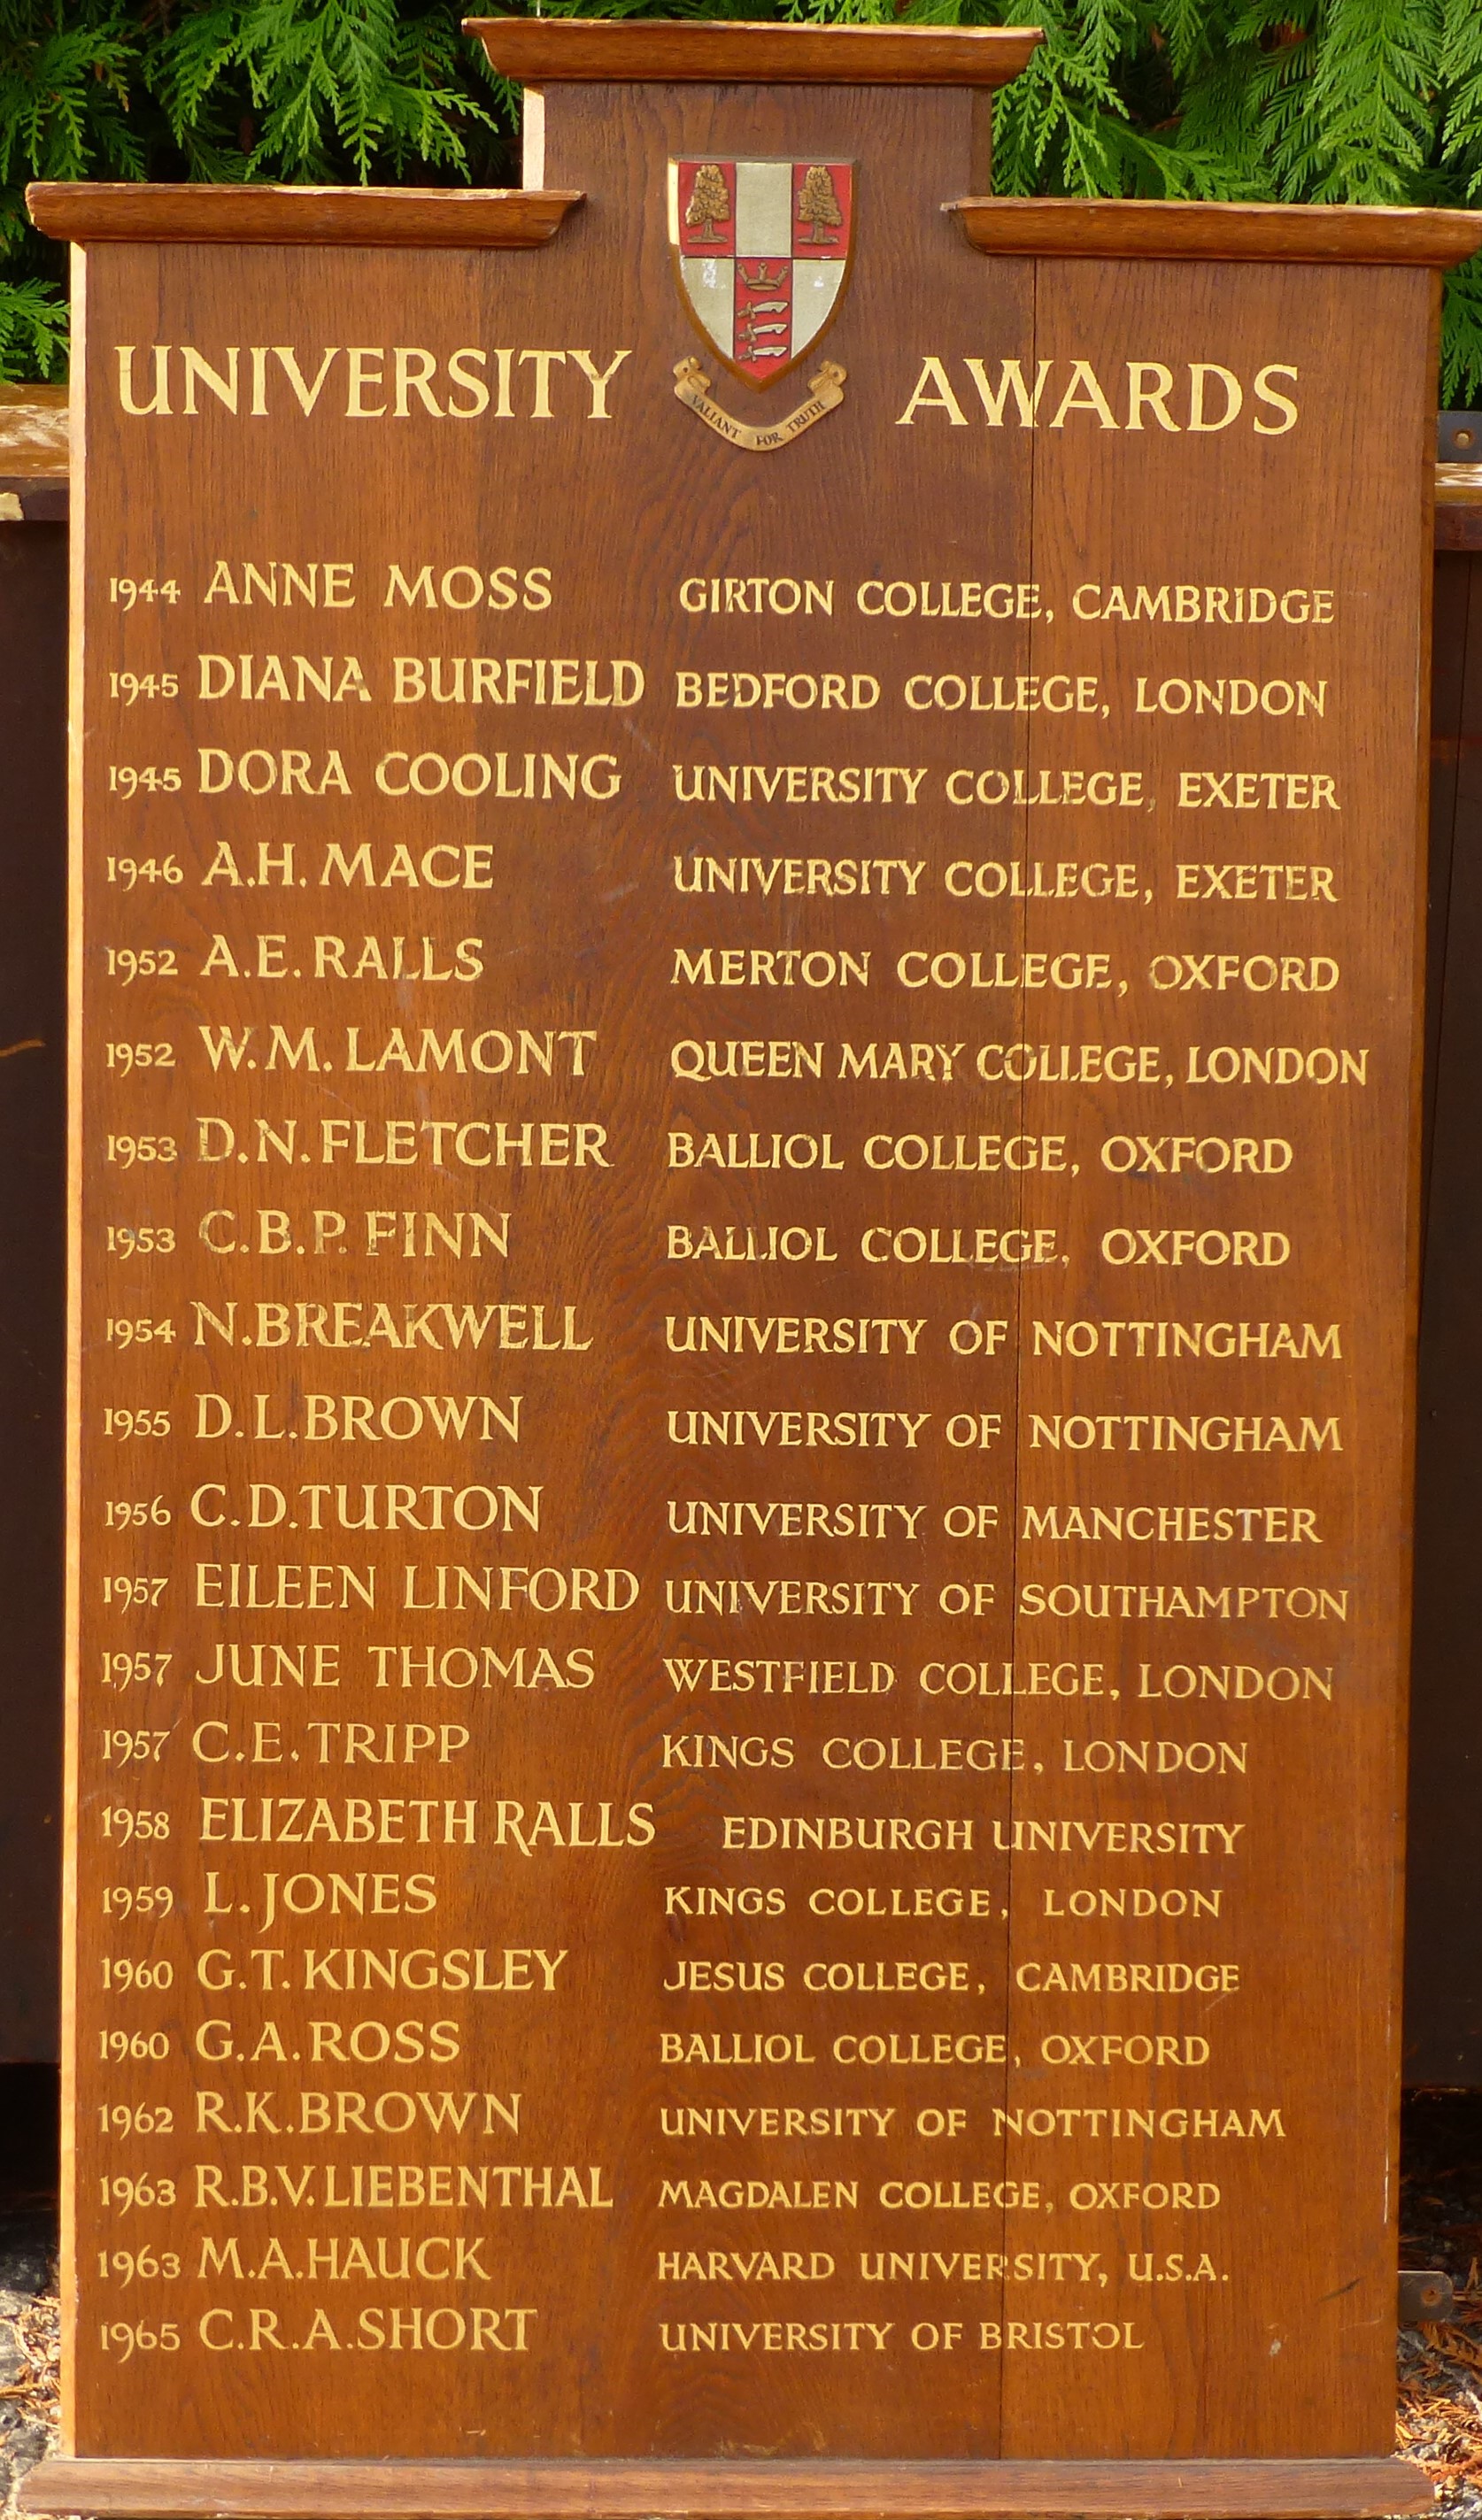 UNIVERSITY AWARDS
VALIANT FOR TRUTH
1944 ANNE MOSS GIRTON COLLEGE, CAMBRIDGE
1945 DIANA BURFIELD BEDFORD COLLEGE, LONDON
1945 DORA COOLING UNIVERSITY COLLEGE, EXETER
1946 A.H. MACE UNIVERSITY COLLEGE, EXETER
1952 A.E. RALLS MERTON COLLEGE, OXFORD
1952 W.M. LAMONT QUEEN MARY COLLEGE, LONDON
1953 D.N. FLETCHER BALLIOL COLLEGE, OXFORD
1953 C.B.P. FINN BALLIOL COLLEGE, OXFORD
1954 N.BREAKWELL UNIVERSITY OF NOTTINGHAM
1955 D.L.BROWN UNIVERSITY OF NOTTINGHAM
1956 C.D.TURTON UNIVERSITY OF MANCHESTER
1957 EILEEN LINFORD UNIVERSITY OF SOUTHAMPTON
1957 JUNE THOMAS WESTFIELD COLLEGE, LONDON
1957 C.E.TRIPP KINGS COLLEGE, LONDON
1958 ELIZABETH RALLS EDINBURGH UNIVERSITY
1959 L.JONES KINGS COLLEGE, LONDON
1960 G.T. KINGSLEY JESUS COLLEGE, CAMBRIDGE
1960 G.A.ROSS BALLIOL COLLEGE, OXFORD
1962 R.K.BROWN UNIVERSITY OF NOTTINGHAM
1963 R.B.V.LIEBENTHAL MAGDALEN COLLEGE, OXFORD
1963 M.A.HAUCK HARVARD UNIVERSITY, U.S.A.
1965 C.R.A.SHORT UNIVERSITY OF BRISTOL